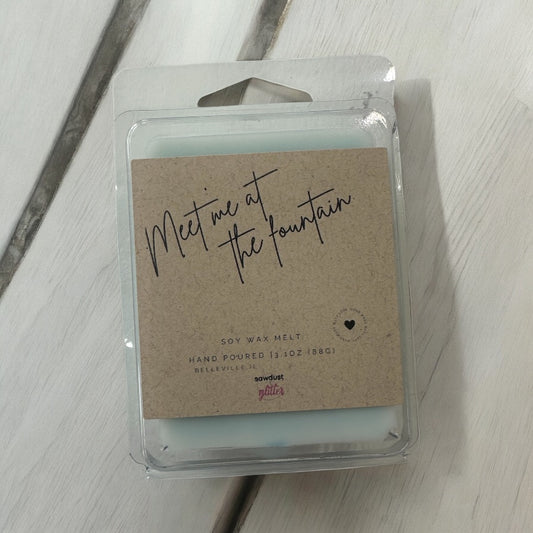 Meet me at
the fountain
SOY WAX MELT
HAND POURED |3.1OZ (88G)
BELLEVILLE IL
sawdust
glitter